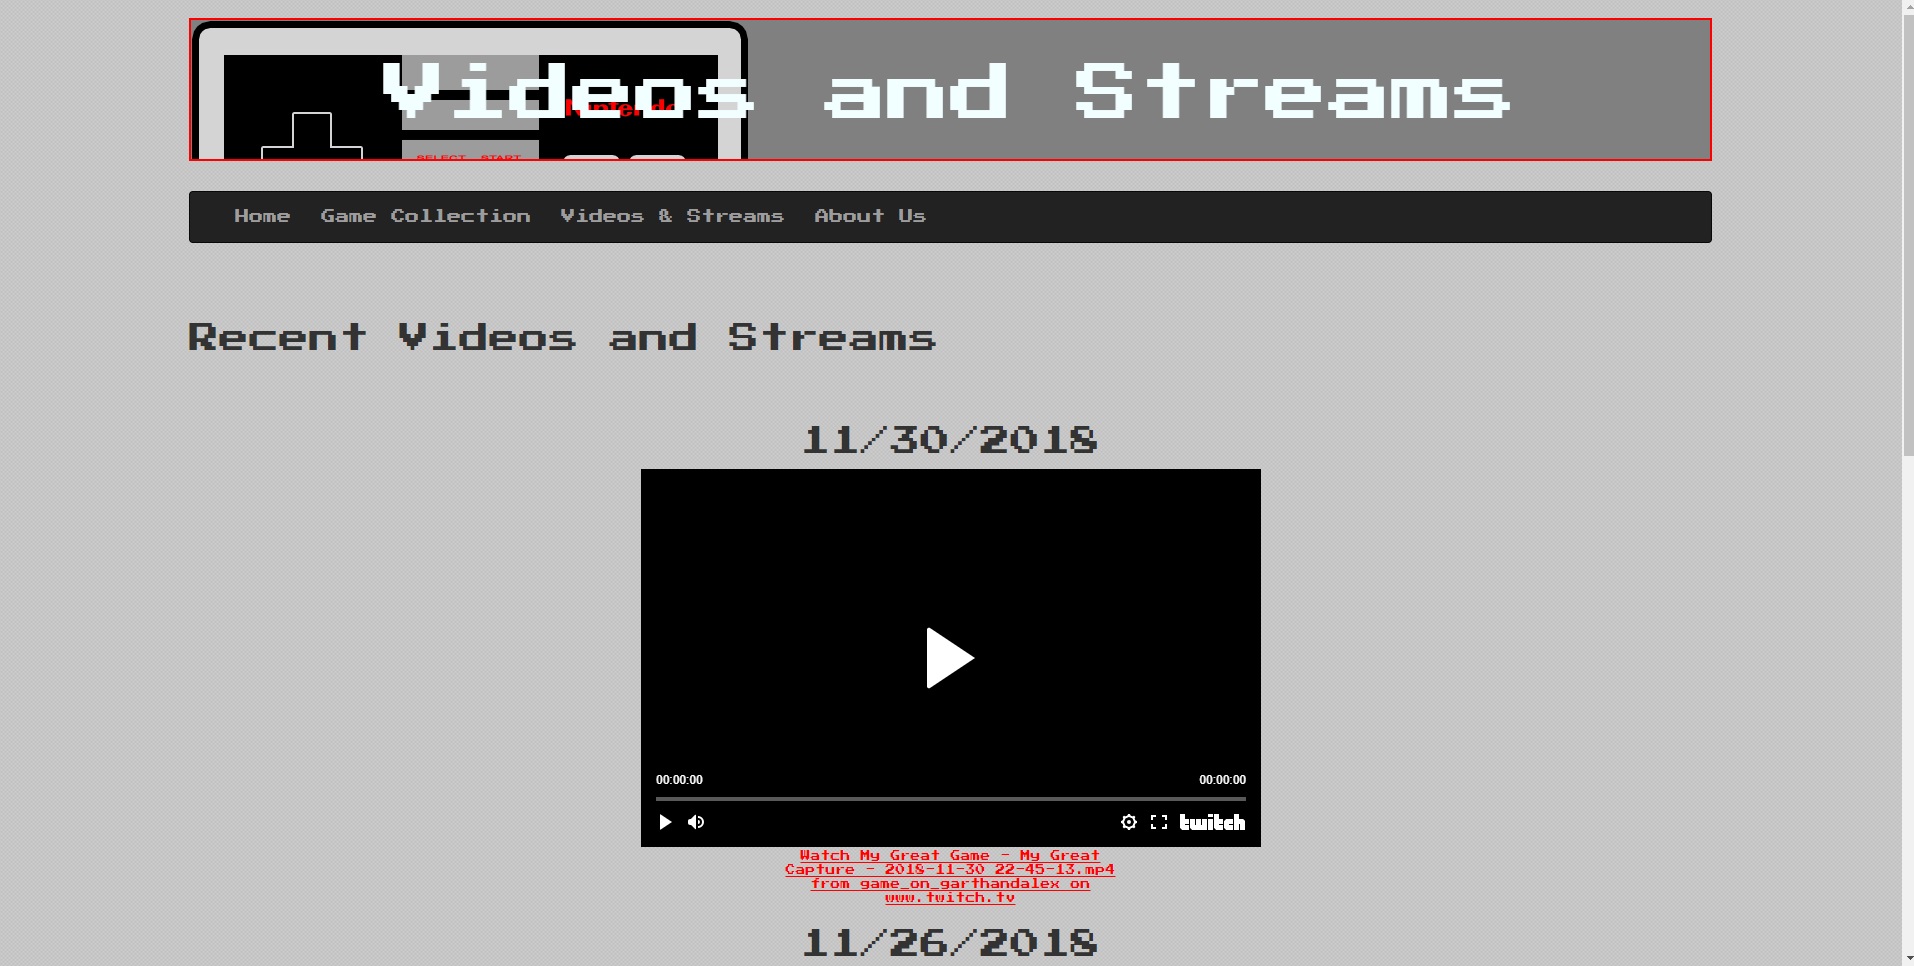 Videos and Streams
Nintendo
SELECT START
Home Game Collection Videos & Streams About Us
Recent Videos and Streams
11/30/2018
00:00:00 00:00:00
twitch
Watch My Great Game - My Great
Capture - 2018-11-30 22-45-13.mp4
from game_on_garthandalex on
www.twitch.tv
11/26/2018